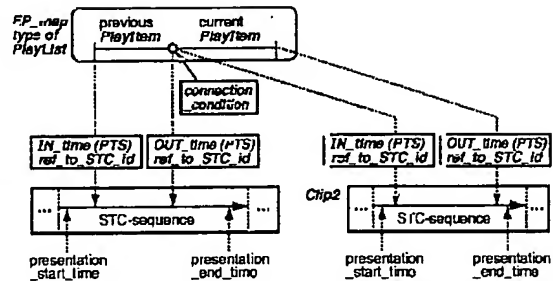 EP_map
type of
PlayList
previous
PlayItem
current
PlayItem
connection
_condition
IN_time (PTS)
ref_to_STC_id
OUT_time (PTS)
ref_to_STC_id
IN_time (PTS)
ref_to_STC_id
OUT_time (PTS)
ref_to_STC_id
...
STC-sequence
...
Clip2
...
STC-sequence
...
presentation
_start_time
presentation
_end_time
presentation
_start_time
presentation
_end_time